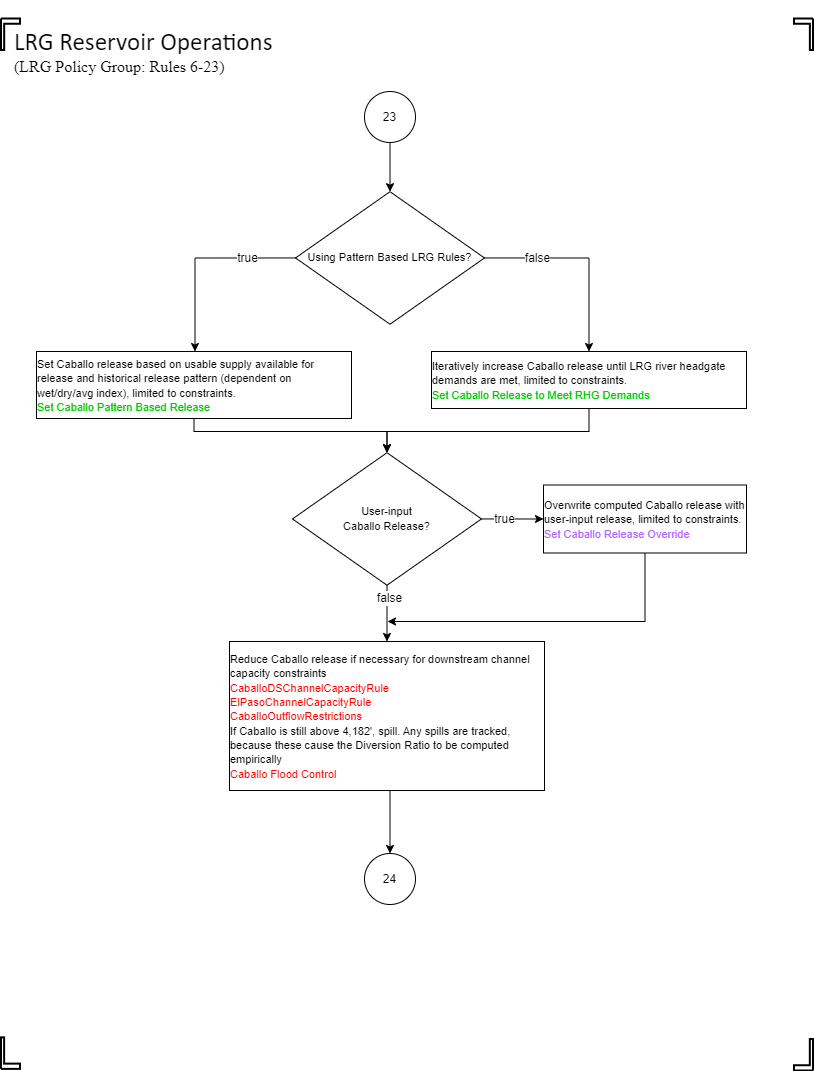 LRG Reservoir Operations
(LRG Policy Group: Rules 6-23)
23
Using Pattern Based LRG Rules?
true
false
Set Caballo release based on usable supply available for
release and historical release pattern (dependent on
wet/dry/avg index), limited to constraints.
Set Caballo Pattern Based Release
Iteratively increase Caballo release until LRG river headgate
demands are met, limited to constraints.
Set Caballo Release to Meet RHG Demands
User-input
Caballo Release?
true
Overwrite computed Caballo release with
user-input release, limited to constraints.
Set Caballo Release Override
false
Reduce Caballo release if necessary for downstream channel
capacity constraints
CaballoDSChannelCapacityRule
ElPasoChannelCapacityRule
CaballoOutflowRestrictions
If Caballo is still above 4,182', spill. Any spills are tracked,
because these cause the Diversion Ratio to be computed
empirically
Caballo Flood Control
24